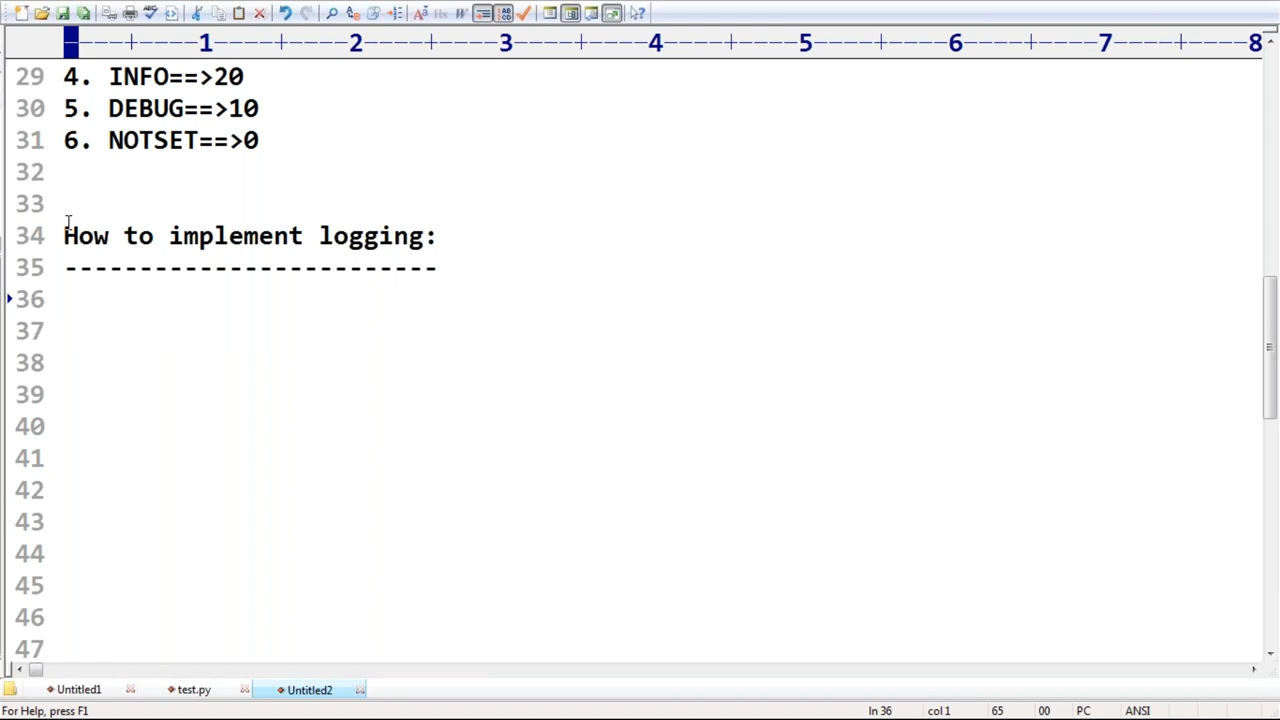 1 2 3 4 5 6 7 8
29 4. INFO==>20
30 5. DEBUG==>10
31 6. NOTSET==>0
32
33
34 How to implement logging:
35 -------------------------
36
37
38
39
40
41
42
43
44
45
46
47
Untitled1 test.py Untitled2
For Help, press F1 ln 36 col 1 65 00 PC ANSI